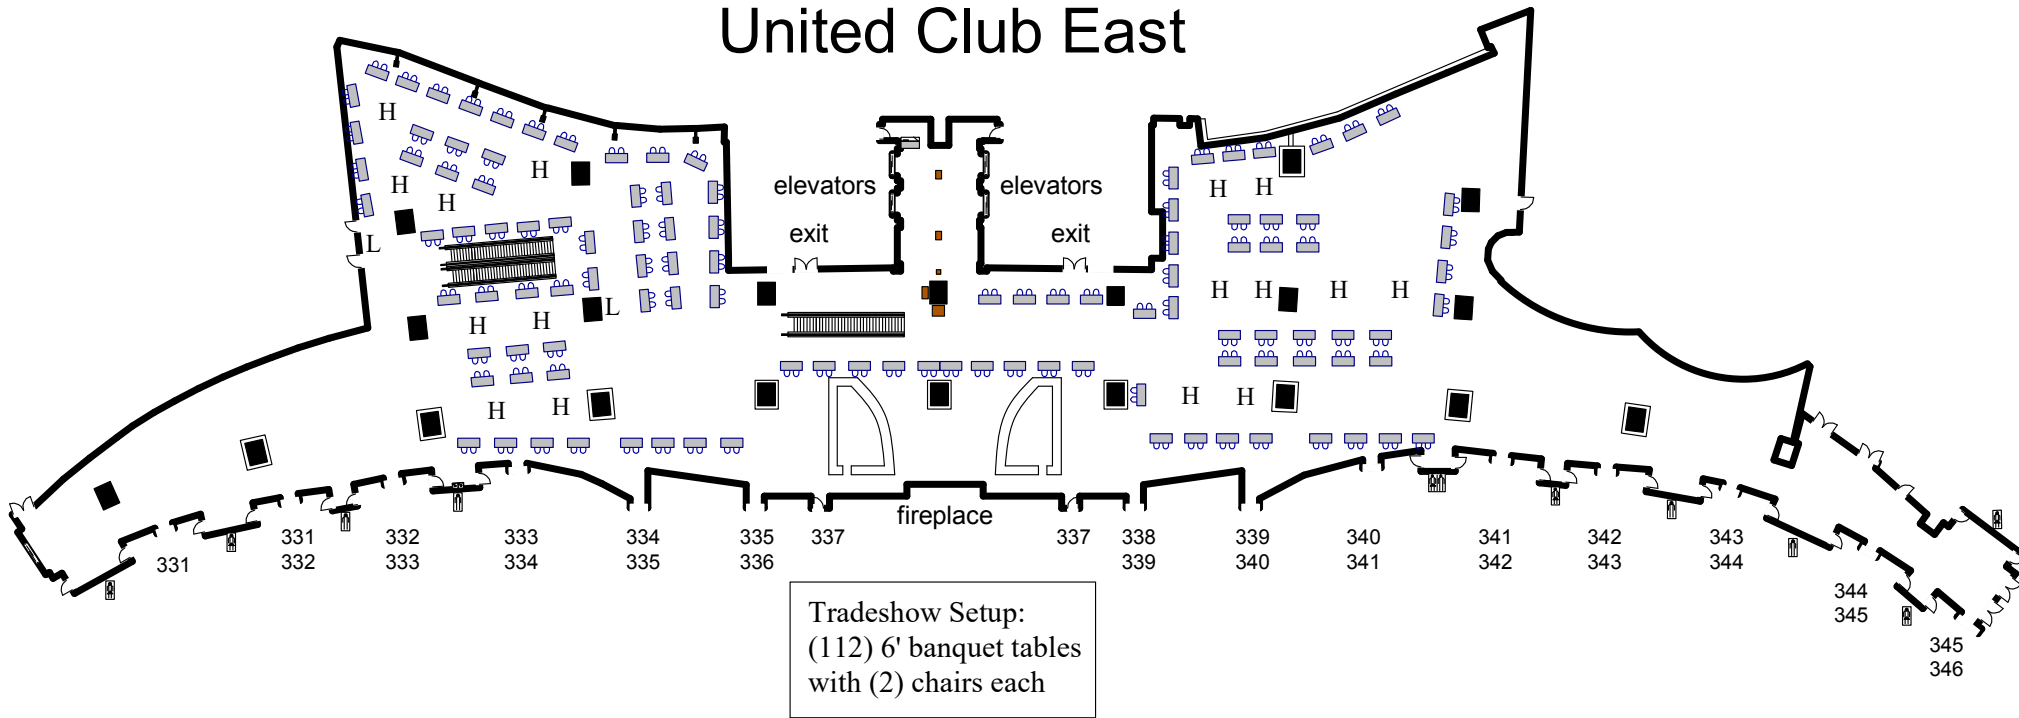 United Club East
H
H
H
H
L
elevators
elevators
exit
exit
H
H
H
H
H
H
L
H
H
H
H
H
H
fireplace
331
331
332
332
333
333
334
334
335
335
336
337
337
338
339
339
340
340
341
341
342
342
343
343
344
344
345
345
346
Tradeshow Setup:
(112) 6' banquet tables
with (2) chairs each